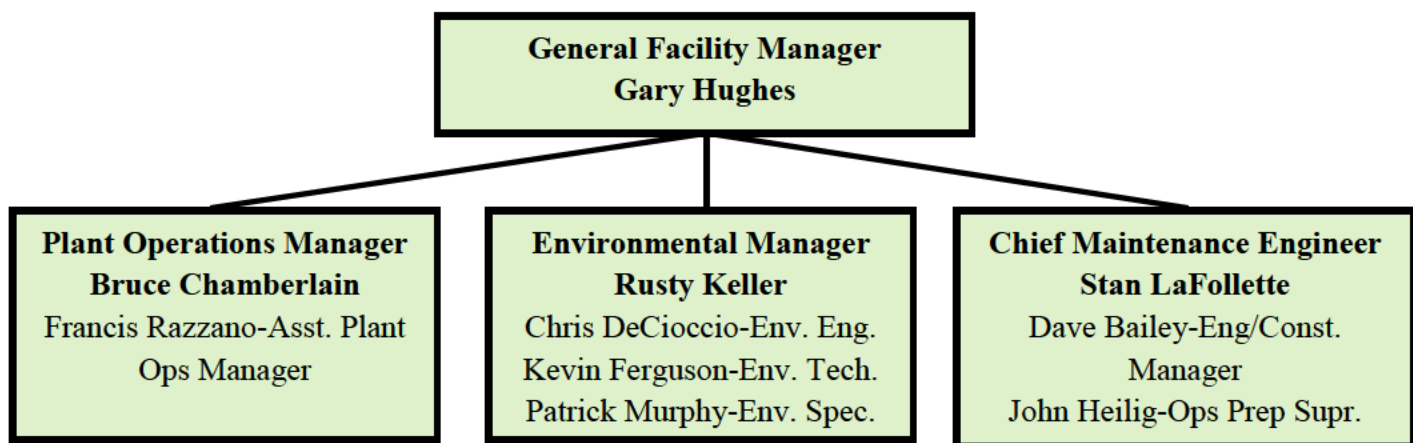 General Facility Manager
Gary Hughes
Plant Operations Manager
Bruce Chamberlain
Francis Razzano-Asst. Plant
Ops Manager
Environmental Manager
Rusty Keller
Chris DeCioccio-Env. Eng.
Kevin Ferguson-Env. Tech.
Patrick Murphy-Env. Spec.
Chief Maintenance Engineer
Stan LaFollette
Dave Bailey-Eng/Const.
Manager
John Heilig-Ops Prep Supr.